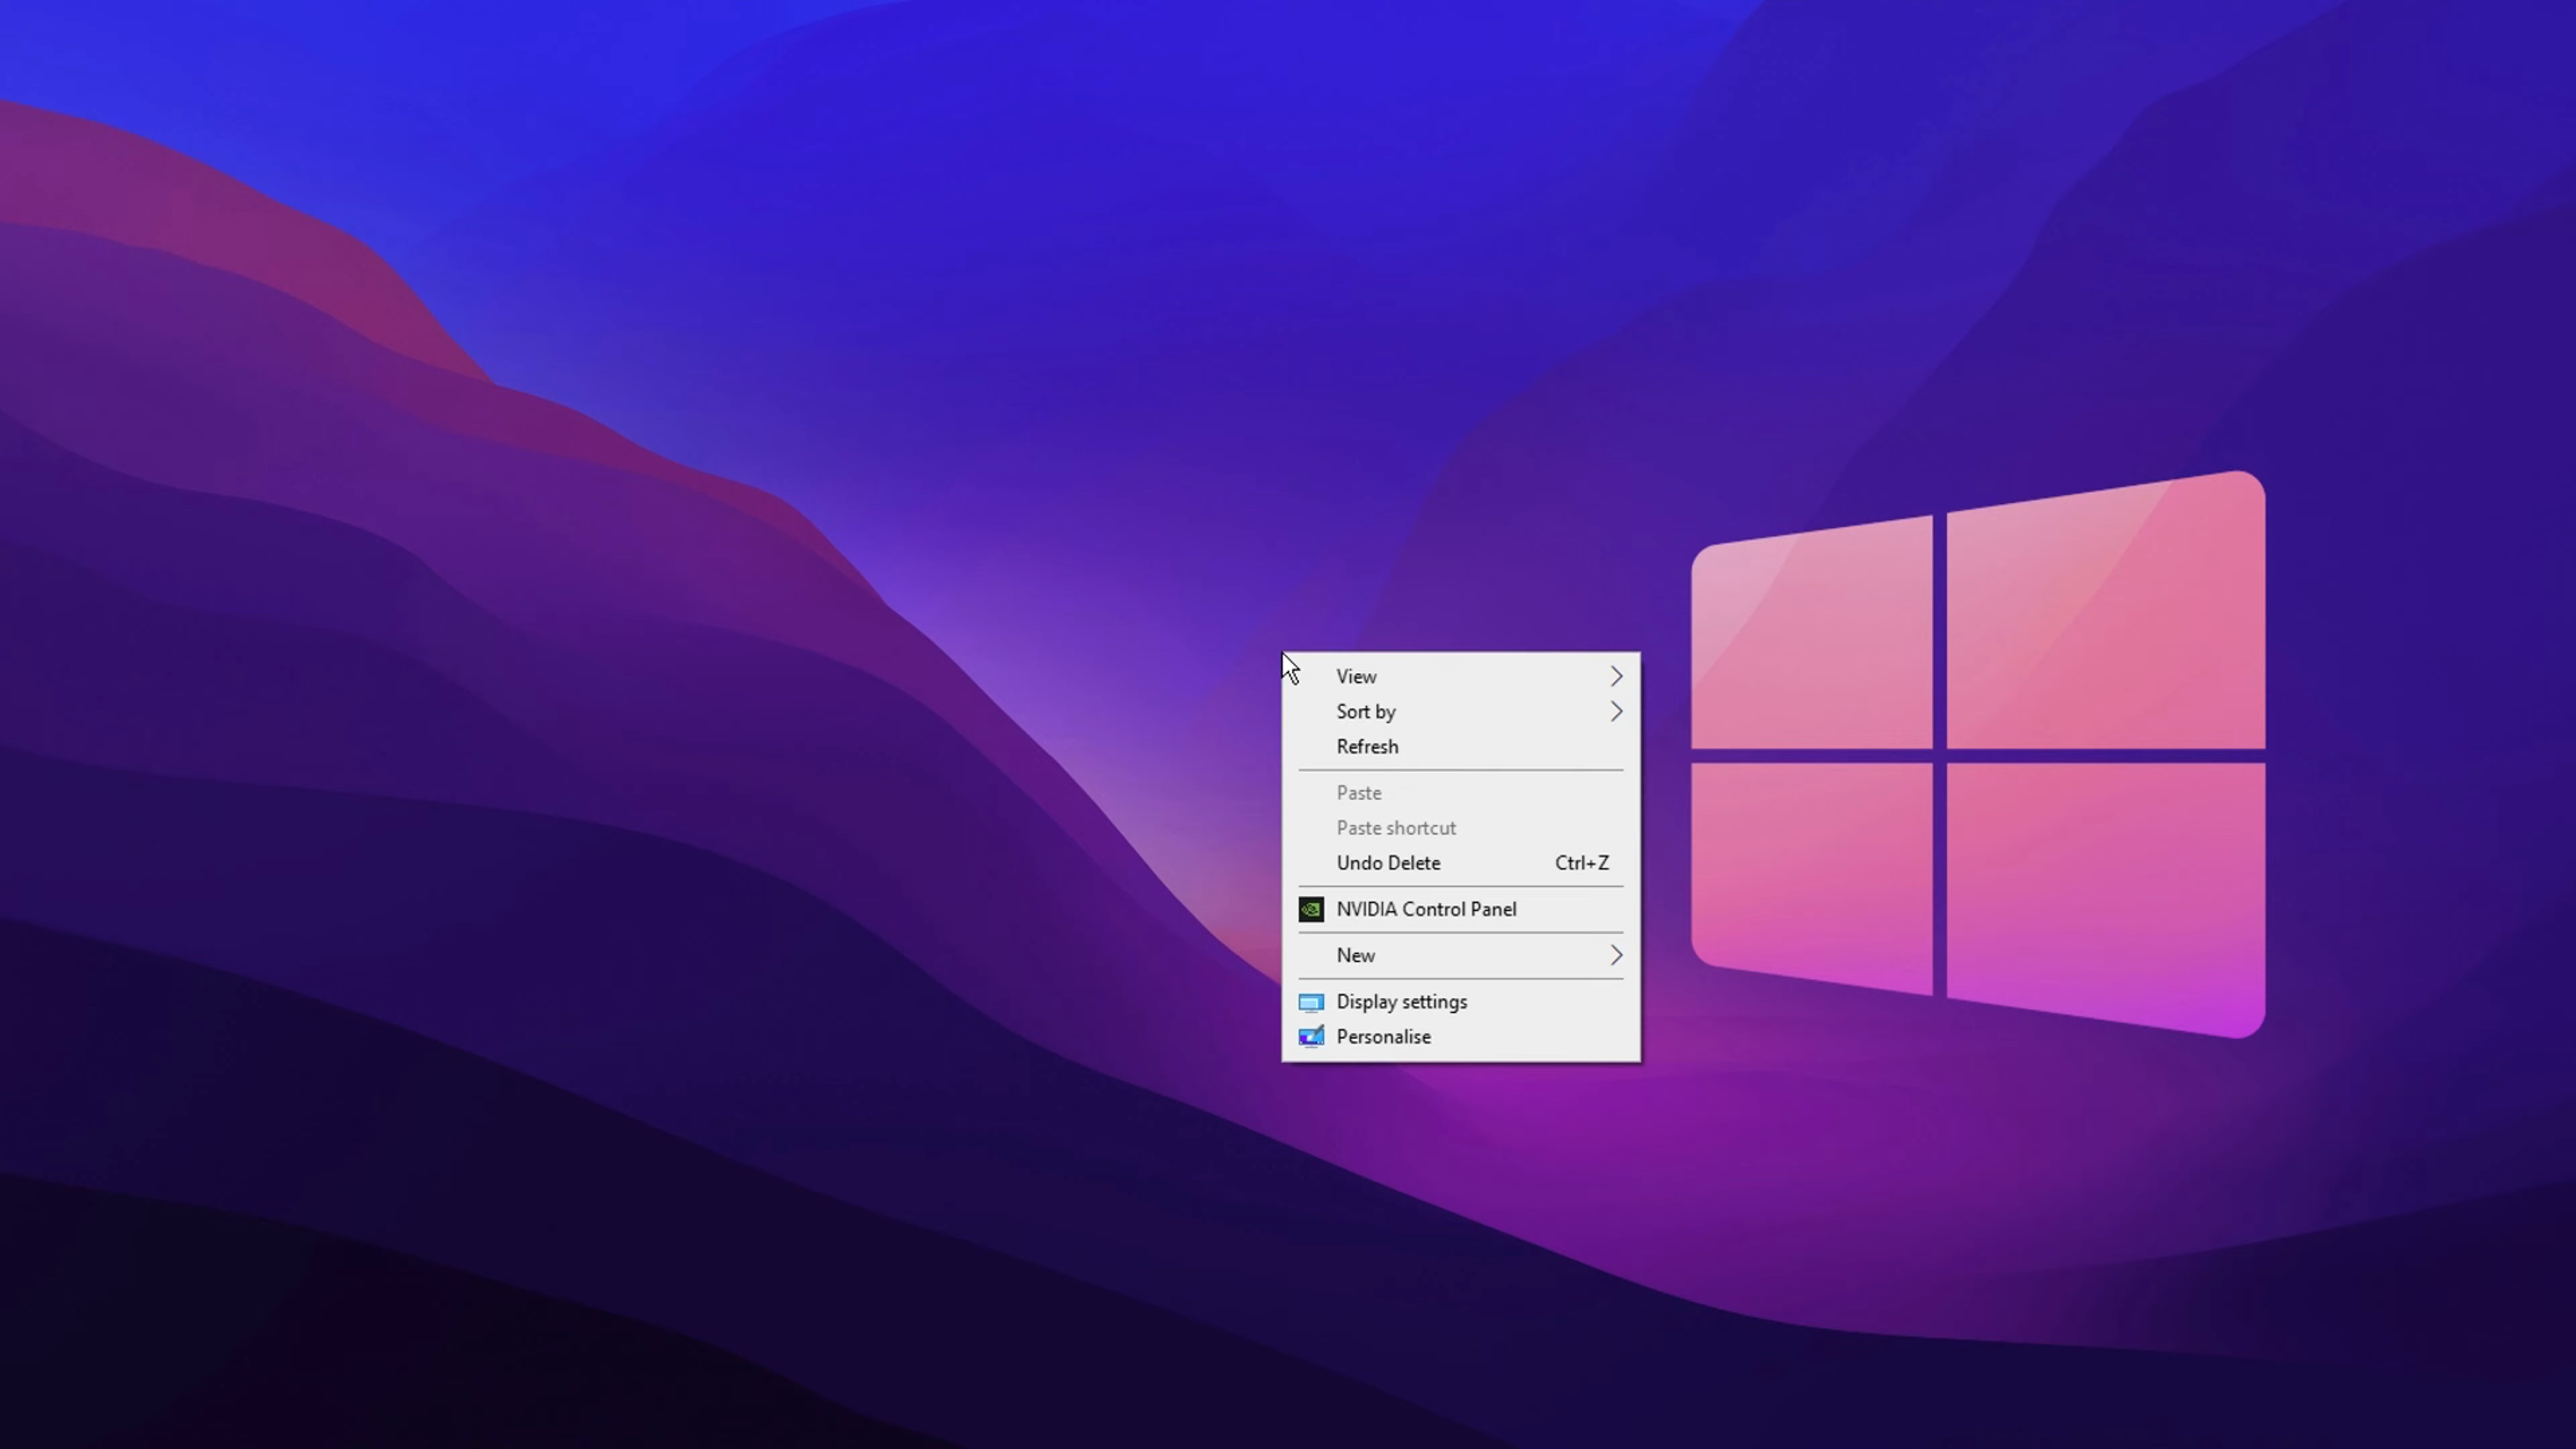 View
Sort by
Refresh
Paste
Paste shortcut
Undo Delete Ctrl+Z
NVIDIA Control Panel
New
Display settings
Personalise